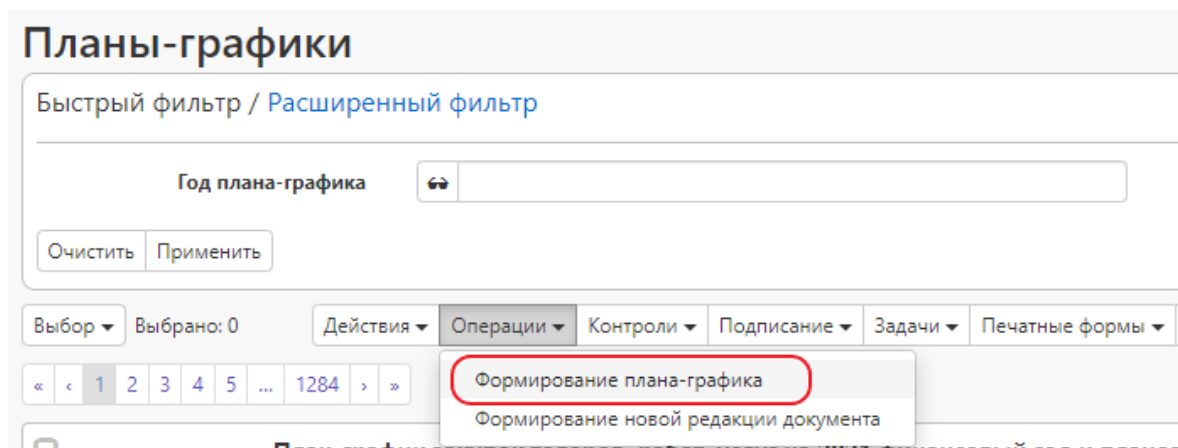 Планы-графики
Быстрый фильтр / Расширенный фильтр
Год плана-графика
Очистить Применить
Выбор Выбрано: 0 Действия Операции Контроли Подписание Задачи Печатные формы
« ‹ 1 2 3 4 5 ... 1284 › »
Формирование плана-графика
Формирование новой редакции документа